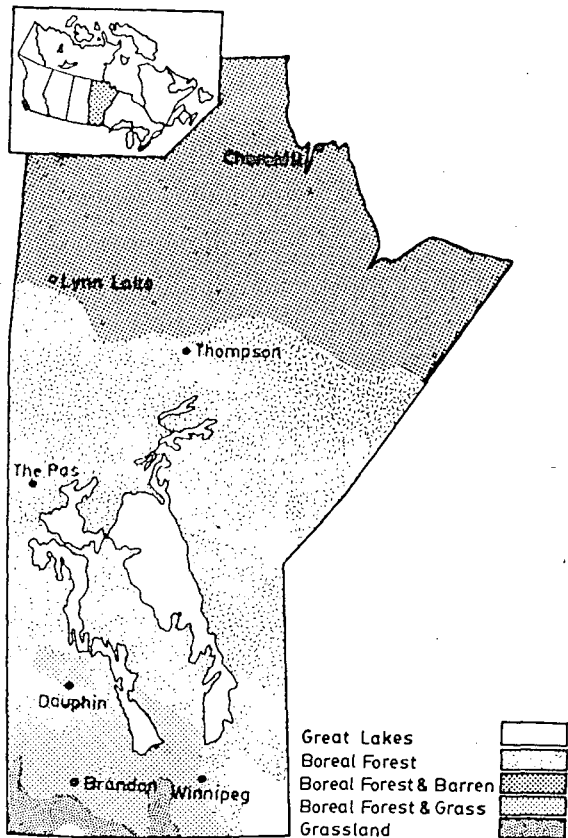 Churchill
Lynn Lake
Thompson
The Pas
Dauphin
Brandon
Winnipeg
Great Lakes
Boreal Forest
Boreal Forest & Barren
Boreal Forest & Grass
Grassland